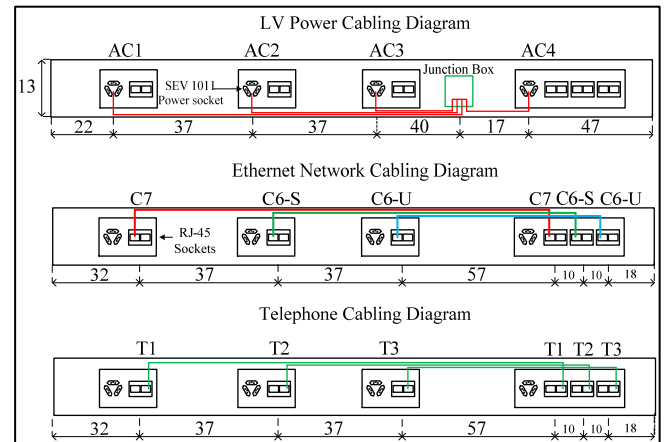 LV Power Cabling Diagram
AC1 AC2 AC3 AC4
Junction Box
SEV 1011
Power socket
13
22 37 37 40 17 47
Ethernet Network Cabling Diagram
C7 C6-S C6-U C7 C6-S C6-U
RJ-45
Sockets
32 37 37 57 10 10 18
Telephone Cabling Diagram
T1 T2 T3 T1 T2 T3
32 37 37 57 10 10 18